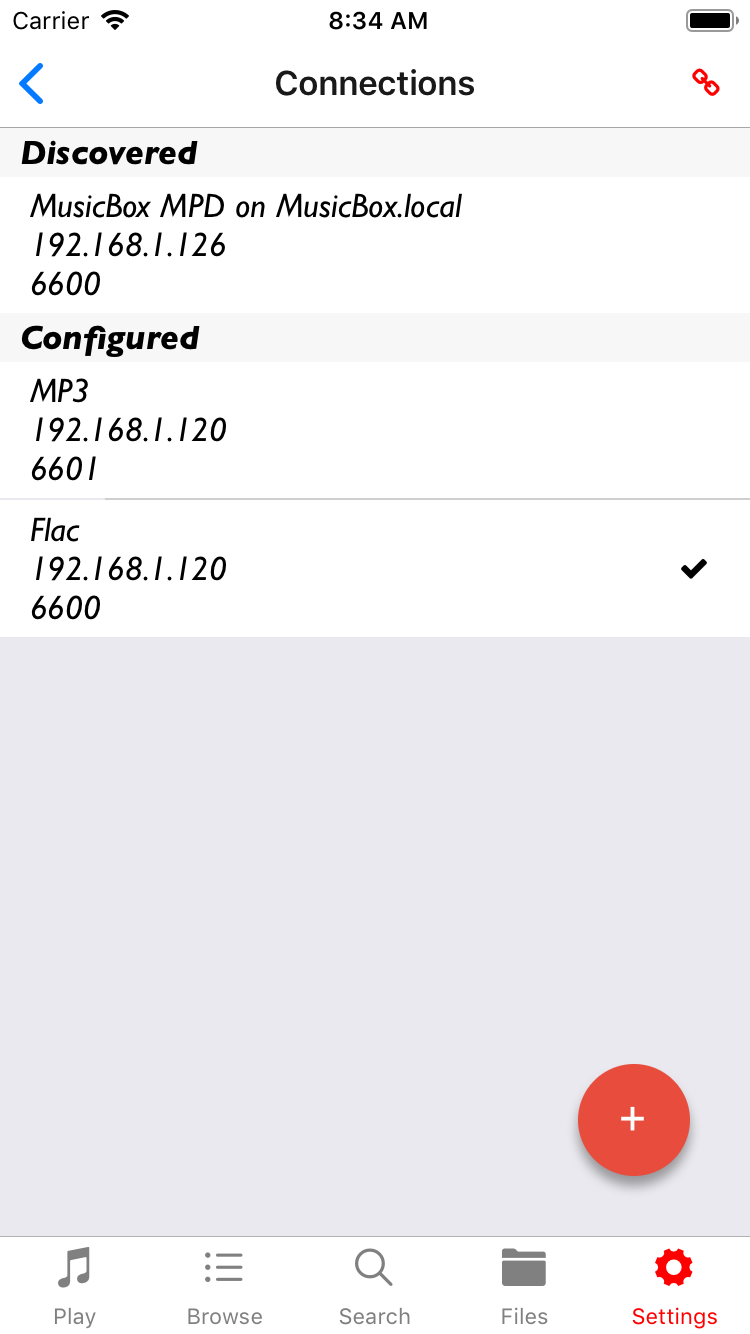 Carrier 8:34 AM
Connections
Discovered
MusicBox MPD on MusicBox.local
192.168.1.126
6600
Configured
MP3
192.168.1.120
6601
Flac
192.168.1.120
6600
+
Play Browse Search Files Settings